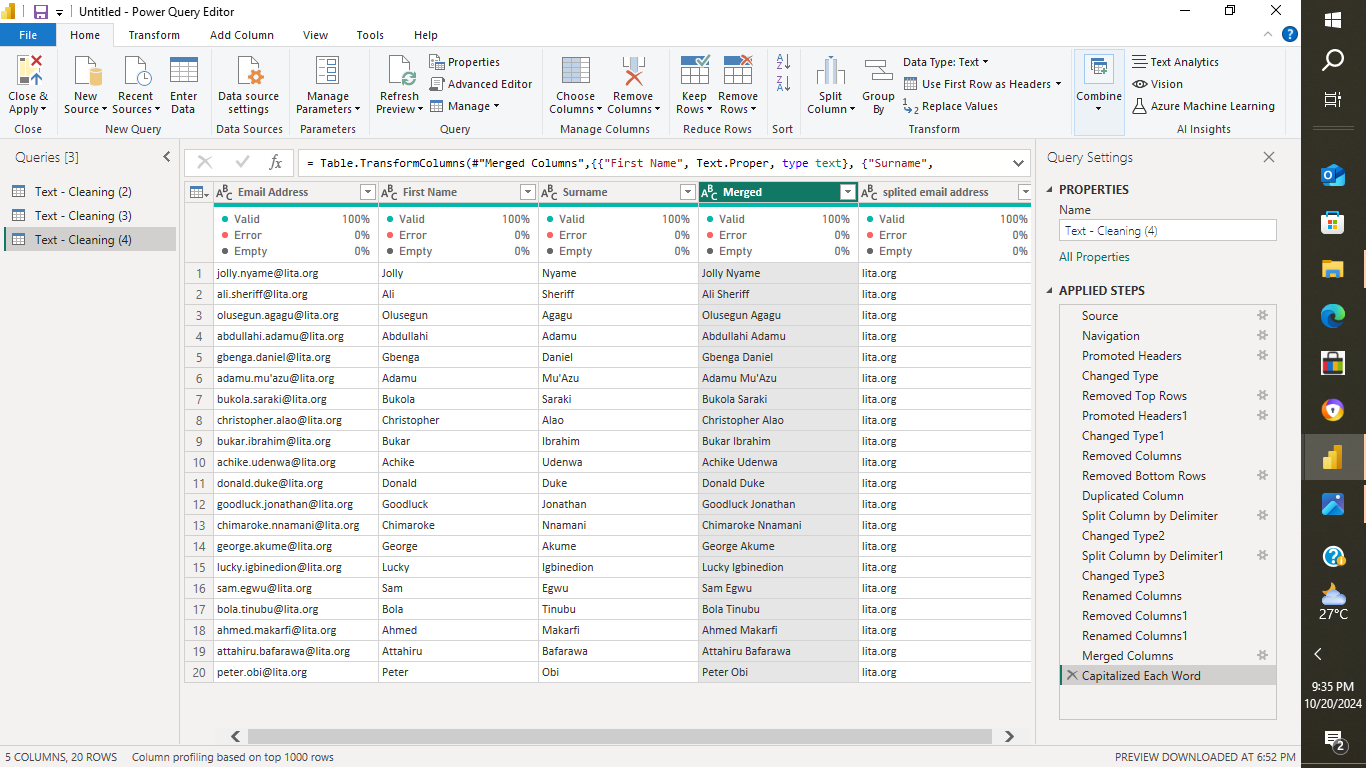 Untitled - Power Query Editor
File Home Transform Add Column View Tools Help
Close & Apply
New Source
Recent Sources
Enter Data
Data source settings
Manage Parameters
Refresh Preview
Properties
Advanced Editor
Manage
Choose Columns
Remove Columns
Keep Rows
Remove Rows
A Z
Z A
Split Column
Group By
Data Type: Text
Use First Row as Headers
1 2 Replace Values
Combine
Text Analytics
Vision
Azure Machine Learning
Close New Query Data Sources Parameters Query Manage Columns Reduce Rows Sort Transform AI Insights
Queries [3]
Text - Cleaning (2)
Text - Cleaning (3)
Text - Cleaning (4)
fx = Table.TransformColumns(#"Merged Columns",{{"First Name", Text.Proper, type text}, {"Surname",
ABC Email Address ABC First Name ABC Surname ABC Merged ABC splited email address
Valid 100% Valid 100% Valid 100% Valid 100% Valid 100%
Error 0% Error 0% Error 0% Error 0% Error 0%
Empty 0% Empty 0% Empty 0% Empty 0% Empty 0%
1 jolly.nyame@lita.org Jolly Nyame Jolly Nyame lita.org
2 ali.sheriff@lita.org Ali Sheriff Ali Sheriff lita.org
3 olusegun.agagu@lita.org Olusegun Agagu Olusegun Agagu lita.org
4 abdullahi.adamu@lita.org Abdullahi Adamu Abdullahi Adamu lita.org
5 gbenga.daniel@lita.org Gbenga Daniel Gbenga Daniel lita.org
6 adamu.mu'azu@lita.org Adamu Mu'Azu Adamu Mu'Azu lita.org
7 bukola.saraki@lita.org Bukola Saraki Bukola Saraki lita.org
8 christopher.alao@lita.org Christopher Alao Christopher Alao lita.org
9 bukar.ibrahim@lita.org Bukar Ibrahim Bukar Ibrahim lita.org
10 achike.udenwa@lita.org Achike Udenwa Achike Udenwa lita.org
11 donald.duke@lita.org Donald Duke Donald Duke lita.org
12 goodluck.jonathan@lita.org Goodluck Jonathan Goodluck Jonathan lita.org
13 chimaroke.nnamani@lita.org Chimaroke Nnamani Chimaroke Nnamani lita.org
14 george.akume@lita.org George Akume George Akume lita.org
15 lucky.igbinedion@lita.org Lucky Igbinedion Lucky Igbinedion lita.org
16 sam.egwu@lita.org Sam Egwu Sam Egwu lita.org
17 bola.tinubu@lita.org Bola Tinubu Bola Tinubu lita.org
18 ahmed.makarfi@lita.org Ahmed Makarfi Ahmed Makarfi lita.org
19 attahiru.bafarawa@lita.org Attahiru Bafarawa Attahiru Bafarawa lita.org
20 peter.obi@lita.org Peter Obi Peter Obi lita.org
Query Settings
PROPERTIES
Name
Text - Cleaning (4)
All Properties
APPLIED STEPS
Source
Navigation
Promoted Headers
Changed Type
Removed Top Rows
Promoted Headers1
Changed Type1
Removed Columns
Removed Bottom Rows
Duplicated Column
Split Column by Delimiter
Changed Type2
Split Column by Delimiter1
Changed Type3
Renamed Columns
Removed Columns1
Renamed Columns1
Merged Columns
Capitalized Each Word
5 COLUMNS, 20 ROWS Column profiling based on top 1000 rows
PREVIEW DOWNLOADED AT 6:52 PM
27°C
9:35 PM
10/20/2024
2